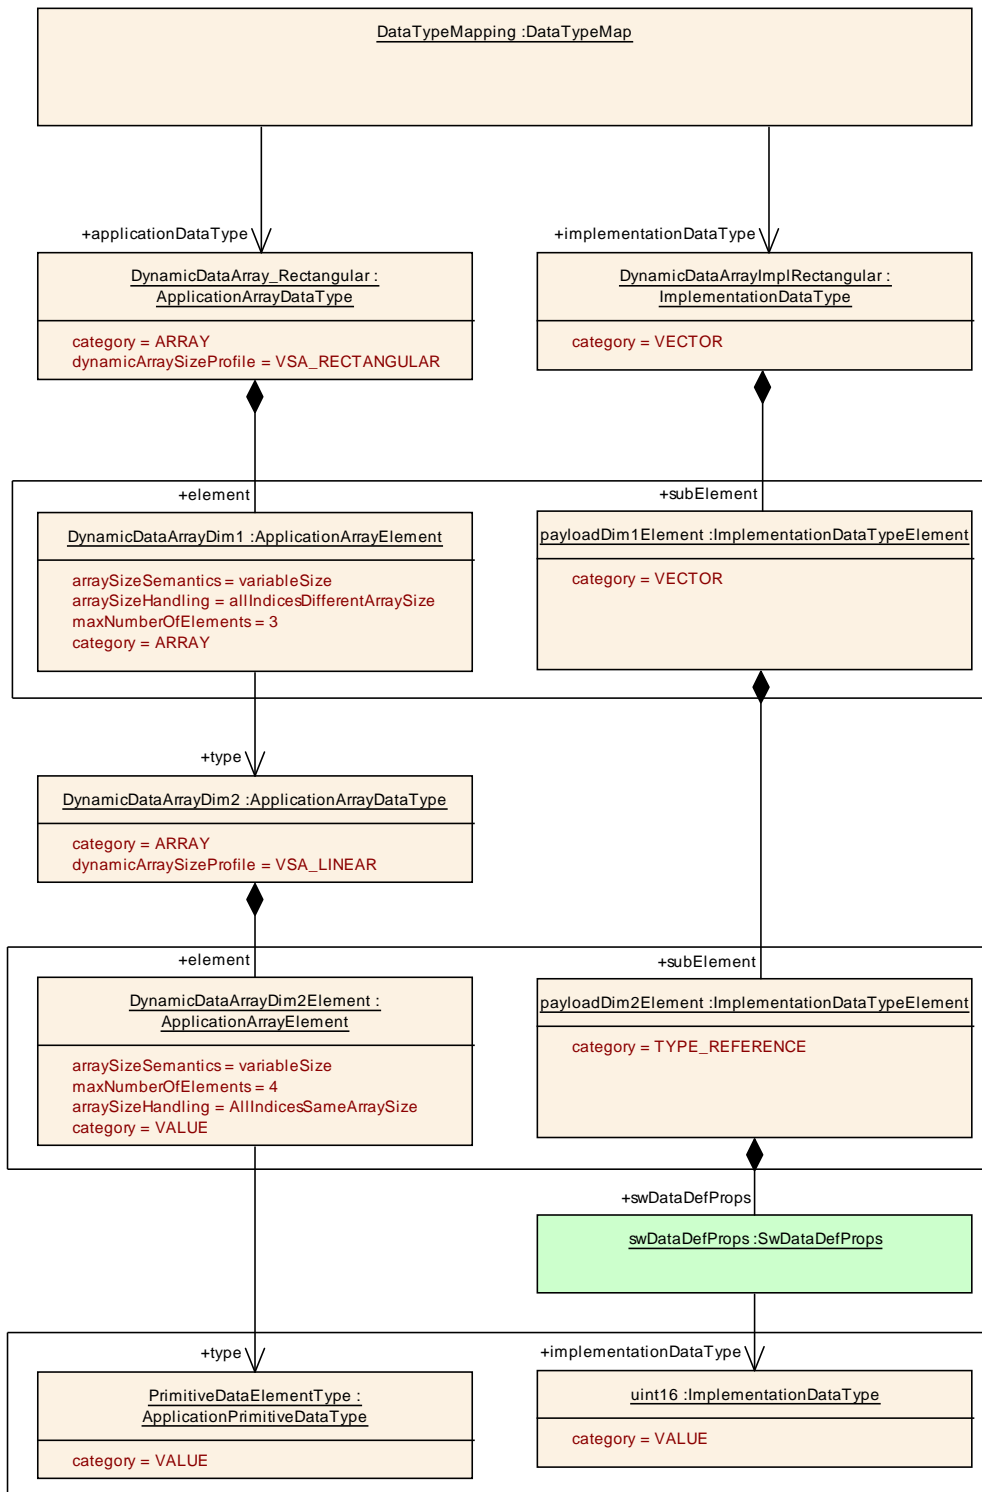 DataTypeMapping :DataTypeMap
+applicationDataType
+implementationDataType
DynamicDataArray_Rectangular :
ApplicationArrayDataType
category = ARRAY
dynamicArraySizeProfile = VSA_RECTANGULAR
DynamicDataArrayImplRectangular :
ImplementationDataType
category = VECTOR
+element
+subElement
DynamicDataArrayDim1 :ApplicationArrayElement
arraySizeSemantics = variableSize
arraySizeHandling = allIndicesDifferentArraySize
maxNumberOfElements = 3
category = ARRAY
payloadDim1Element :ImplementationDataTypeElement
category = VECTOR
+type
DynamicDataArrayDim2 :ApplicationArrayDataType
category = ARRAY
dynamicArraySizeProfile = VSA_LINEAR
+element
+subElement
DynamicDataArrayDim2Element :
ApplicationArrayElement
arraySizeSemantics = variableSize
maxNumberOfElements = 4
arraySizeHandling = AllIndicesSameArraySize
category = VALUE
payloadDim2Element :ImplementationDataTypeElement
category = TYPE_REFERENCE
+swDataDefProps
swDataDefProps :SwDataDefProps
+type
+implementationDataType
PrimitiveDataElementType :
ApplicationPrimitiveDataType
category = VALUE
uint16 :ImplementationDataType
category = VALUE